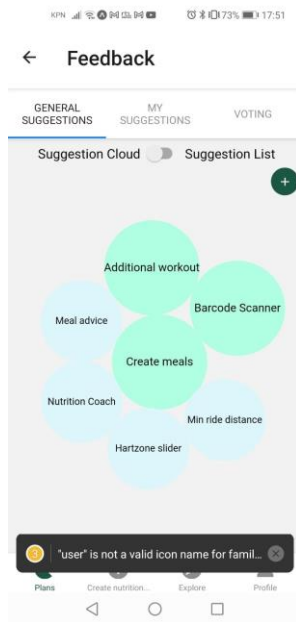 KPN 73% 17:51
Feedback
GENERAL SUGGESTIONS
MY SUGGESTIONS
VOTING
Suggestion Cloud Suggestion List
+
Additional workout
Barcode Scanner
Meal advice
Create meals
Nutrition Coach
Min ride distance
Hartzone slider
3 "user" is not a valid icon name for famil...
Plans Create nutrition... Explore Profile